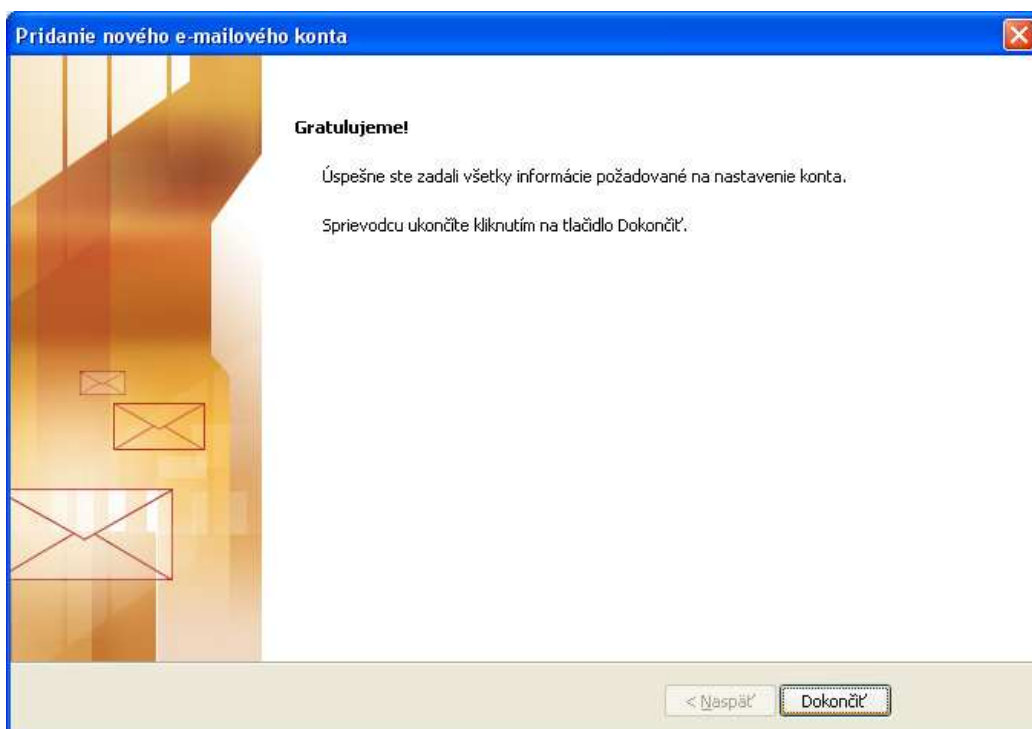 Pridanie nového e-mailového konta
Gratulujeme!
Úspešne ste zadali všetky informácie požadované na nastavenie konta.
Sprievodcu ukončíte kliknutím na tlačidlo Dokončiť.
< Naspäť
Dokončiť